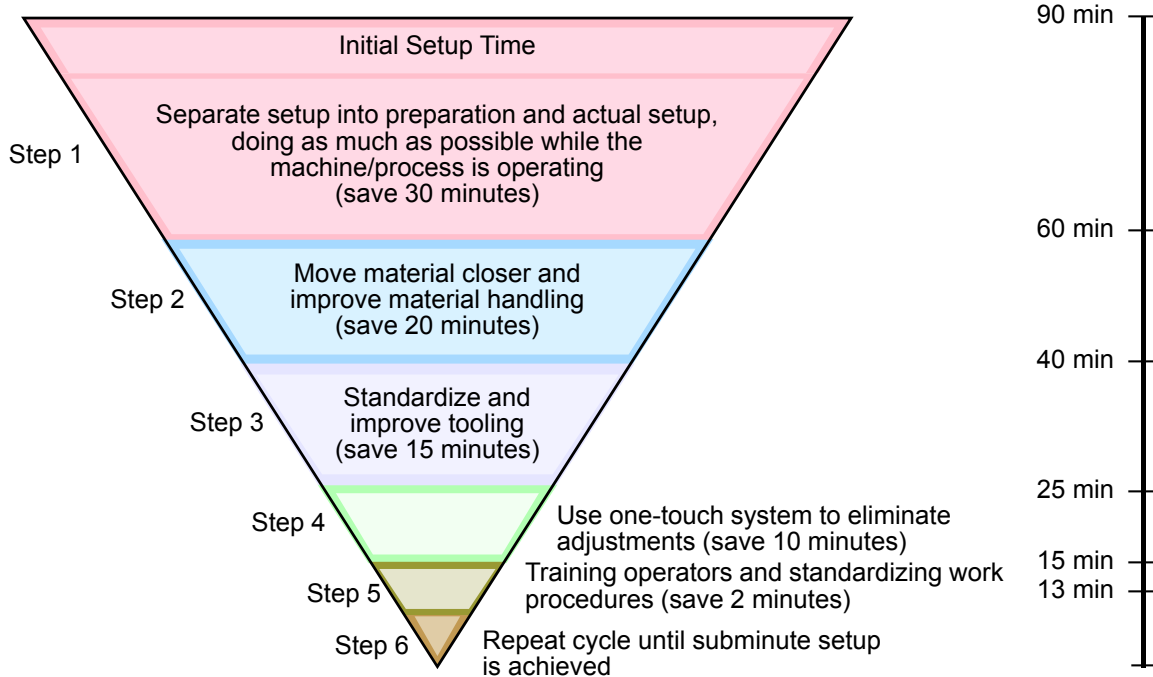 90 min
Initial Setup Time
Step 1
Separate setup into preparation and actual setup,
doing as much as possible while the
machine/process is operating
(save 30 minutes)
60 min
Step 2
Move material closer and
improve material handling
(save 20 minutes)
40 min
Step 3
Standardize and
improve tooling
(save 15 minutes)
25 min
Step 4
Use one-touch system to eliminate
adjustments (save 10 minutes)
15 min
Step 5
Training operators and standardizing work
procedures (save 2 minutes)
13 min
Step 6
Repeat cycle until subminute setup
is achieved